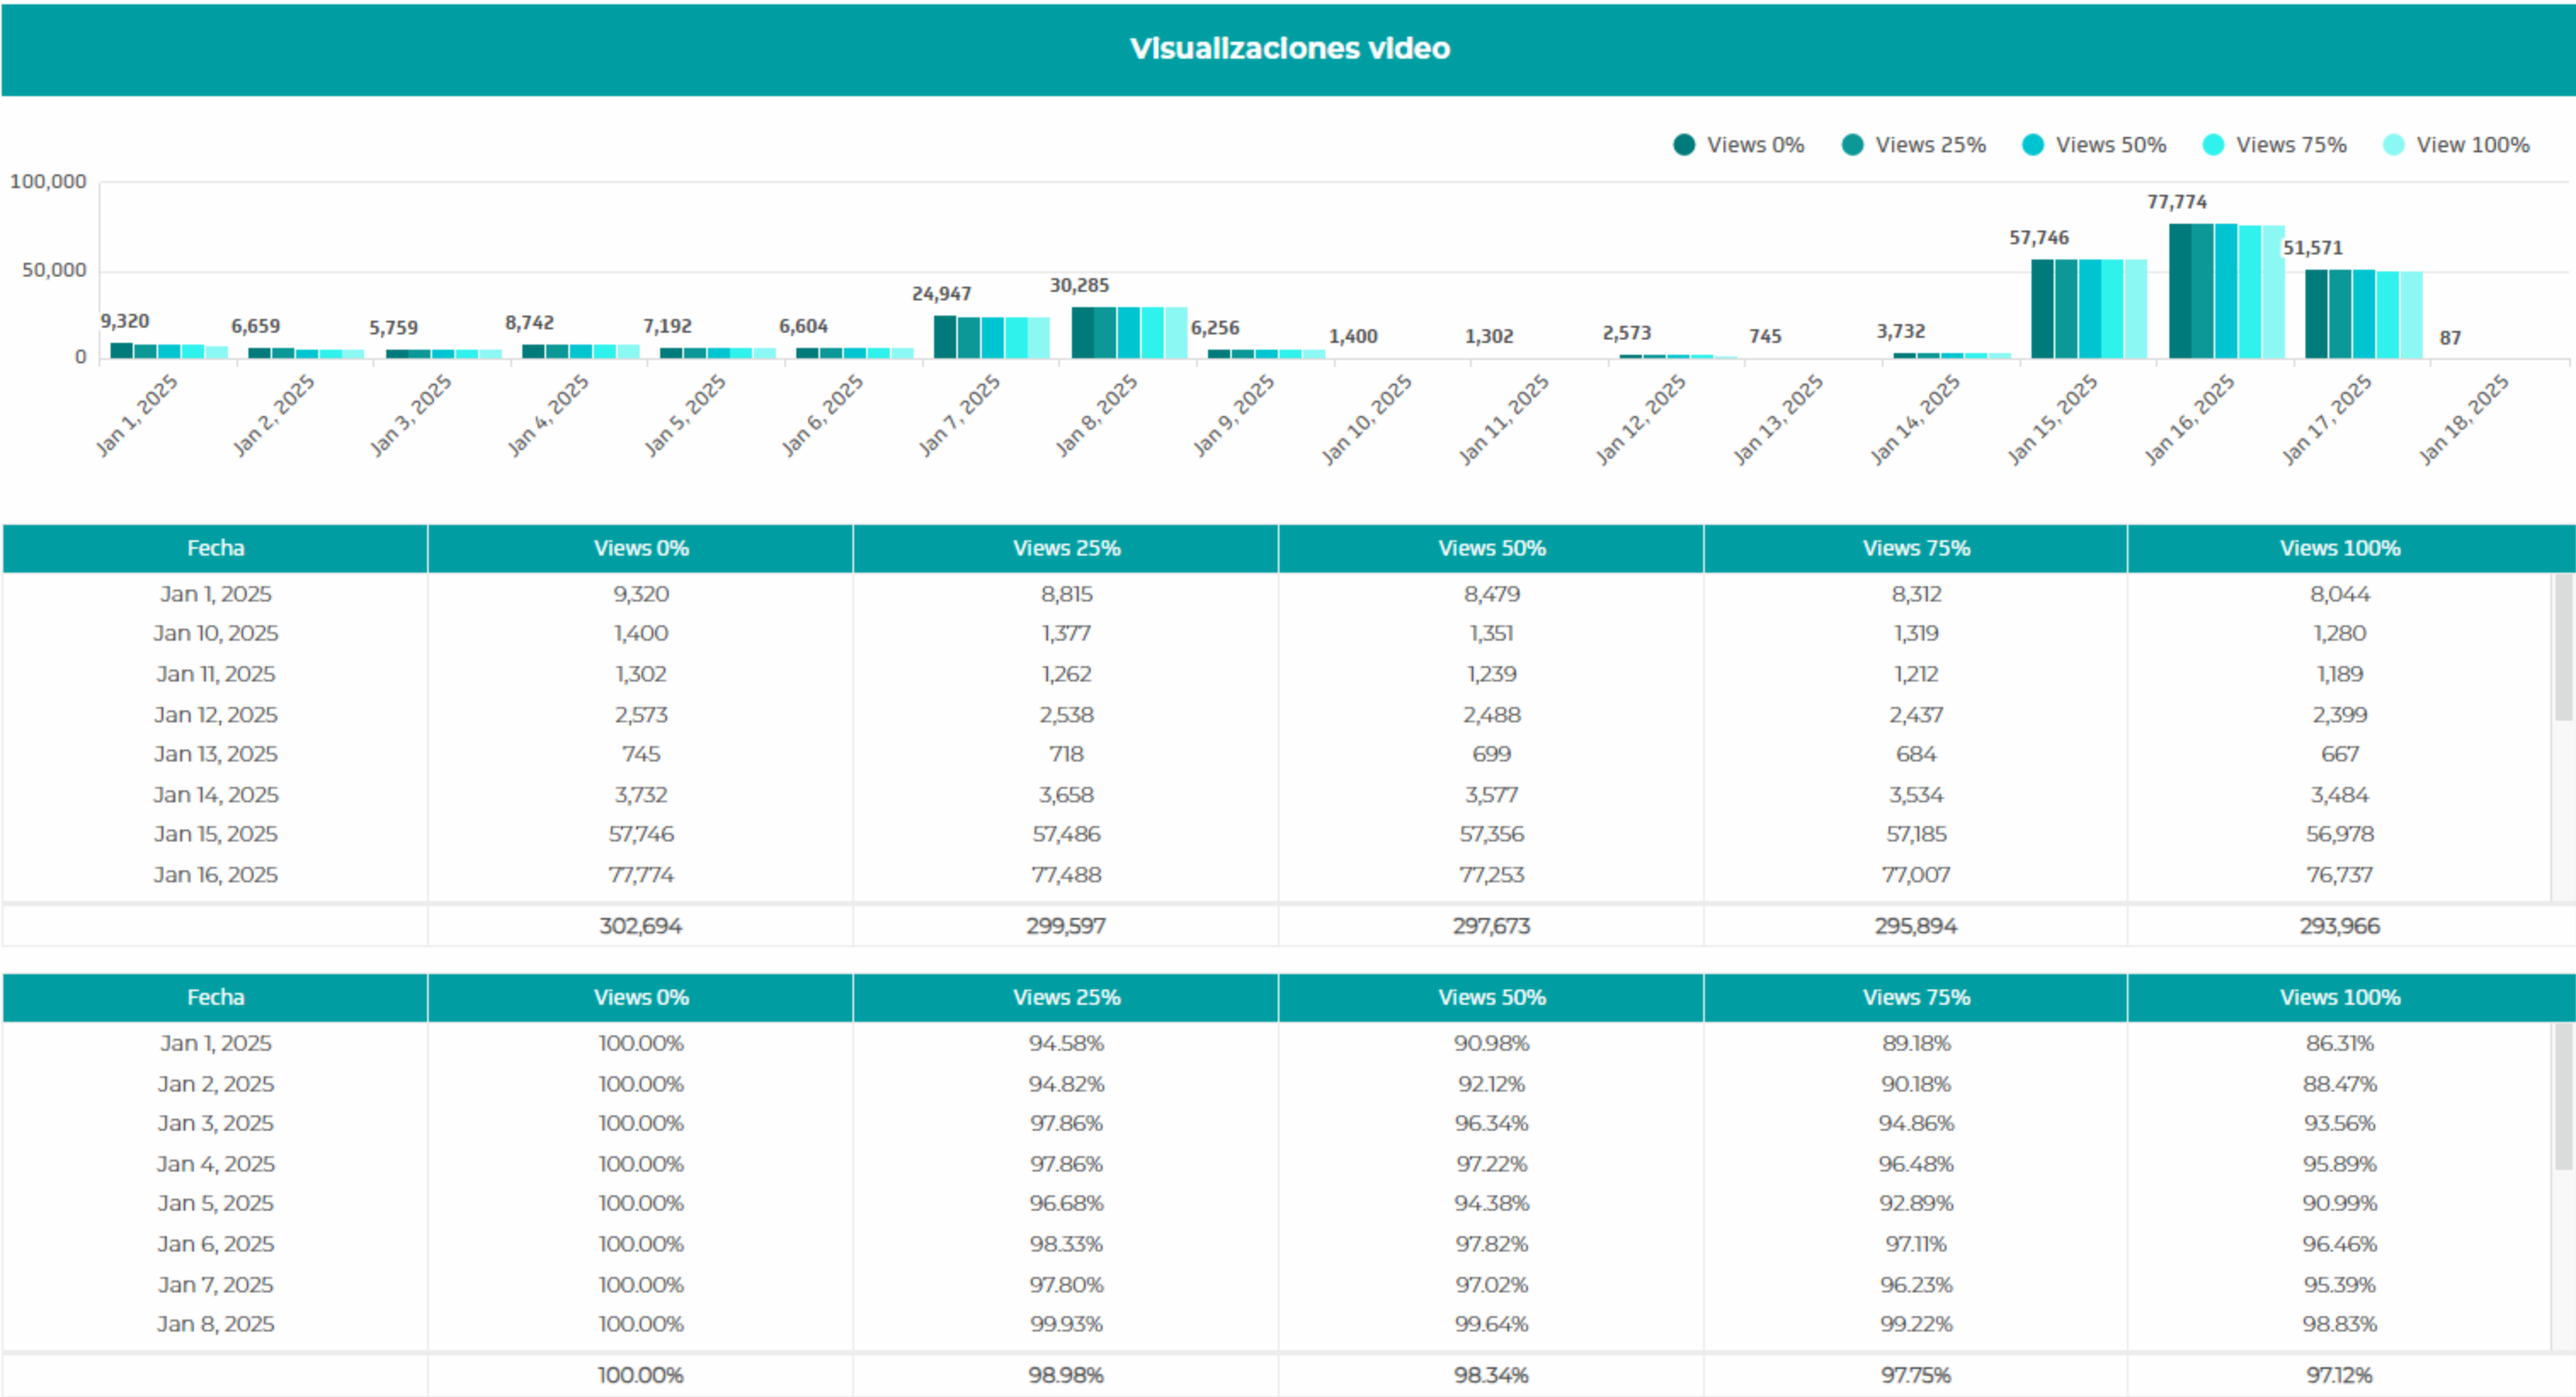 Visualizaciones video
Views 0% Views 25% Views 50% Views 75% View 100%
100,000
50,000
0
9,320 6,659 5,759 8,742 7,192 6,604 24,947 30,285 6,256 1,400 1,302 2,573 745 3,732 57,746 77,774 51,571 87
Jan 1, 2025 Jan 2, 2025 Jan 3, 2025 Jan 4, 2025 Jan 5, 2025 Jan 6, 2025 Jan 7, 2025 Jan 8, 2025 Jan 9, 2025 Jan 10, 2025 Jan 11, 2025 Jan 12, 2025 Jan 13, 2025 Jan 14, 2025 Jan 15, 2025 Jan 16, 2025 Jan 17, 2025 Jan 18, 2025
Fecha Views 0% Views 25% Views 50% Views 75% Views 100%
Jan 1, 2025 9,320 8,815 8,479 8,312 8,044
Jan 10, 2025 1,400 1,377 1,351 1,319 1,280
Jan 11, 2025 1,302 1,262 1,239 1,212 1,189
Jan 12, 2025 2,573 2,538 2,488 2,437 2,399
Jan 13, 2025 745 718 699 684 667
Jan 14, 2025 3,732 3,658 3,577 3,534 3,484
Jan 15, 2025 57,746 57,486 57,356 57,185 56,978
Jan 16, 2025 77,774 77,488 77,253 77,007 76,737
302,694 299,597 297,673 295,894 293,966
Fecha Views 0% Views 25% Views 50% Views 75% Views 100%
Jan 1, 2025 100.00% 94.58% 90.98% 89.18% 86.31%
Jan 2, 2025 100.00% 94.82% 92.12% 90.18% 88.47%
Jan 3, 2025 100.00% 97.86% 96.34% 94.86% 93.56%
Jan 4, 2025 100.00% 97.86% 97.22% 96.48% 95.89%
Jan 5, 2025 100.00% 96.68% 94.38% 92.89% 90.99%
Jan 6, 2025 100.00% 98.33% 97.82% 97.11% 96.46%
Jan 7, 2025 100.00% 97.80% 97.02% 96.23% 95.39%
Jan 8, 2025 100.00% 99.93% 99.64% 99.22% 98.83%
100.00% 98.98% 98.34% 97.75% 97.12%